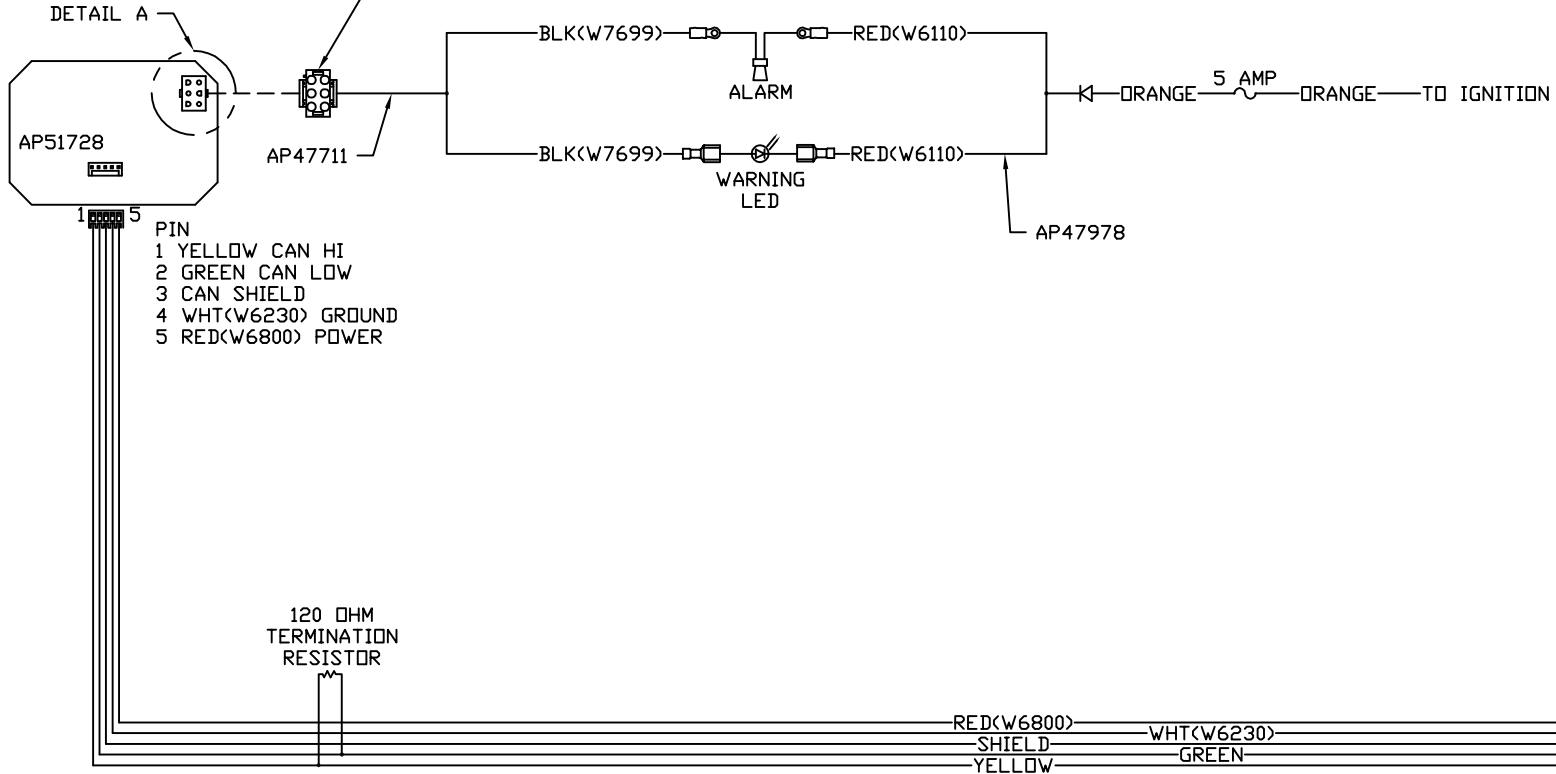 DETAIL A
BLK(W7699)
RED(W6110)
ALARM
5 AMP
ORANGE
ORANGE
TO IGNITION
AP51728
AP47711
BLK(W7699)
RED(W6110)
WARNING
LED
AP47978
1
5
PIN
1 YELLOW CAN HI
2 GREEN CAN LOW
3 CAN SHIELD
4 WHT(W6230) GROUND
5 RED(W6800) POWER
120 OHM
TERMINATION
RESISTOR
RED(W6800)
WHT(W6230)
SHIELD
GREEN
YELLOW